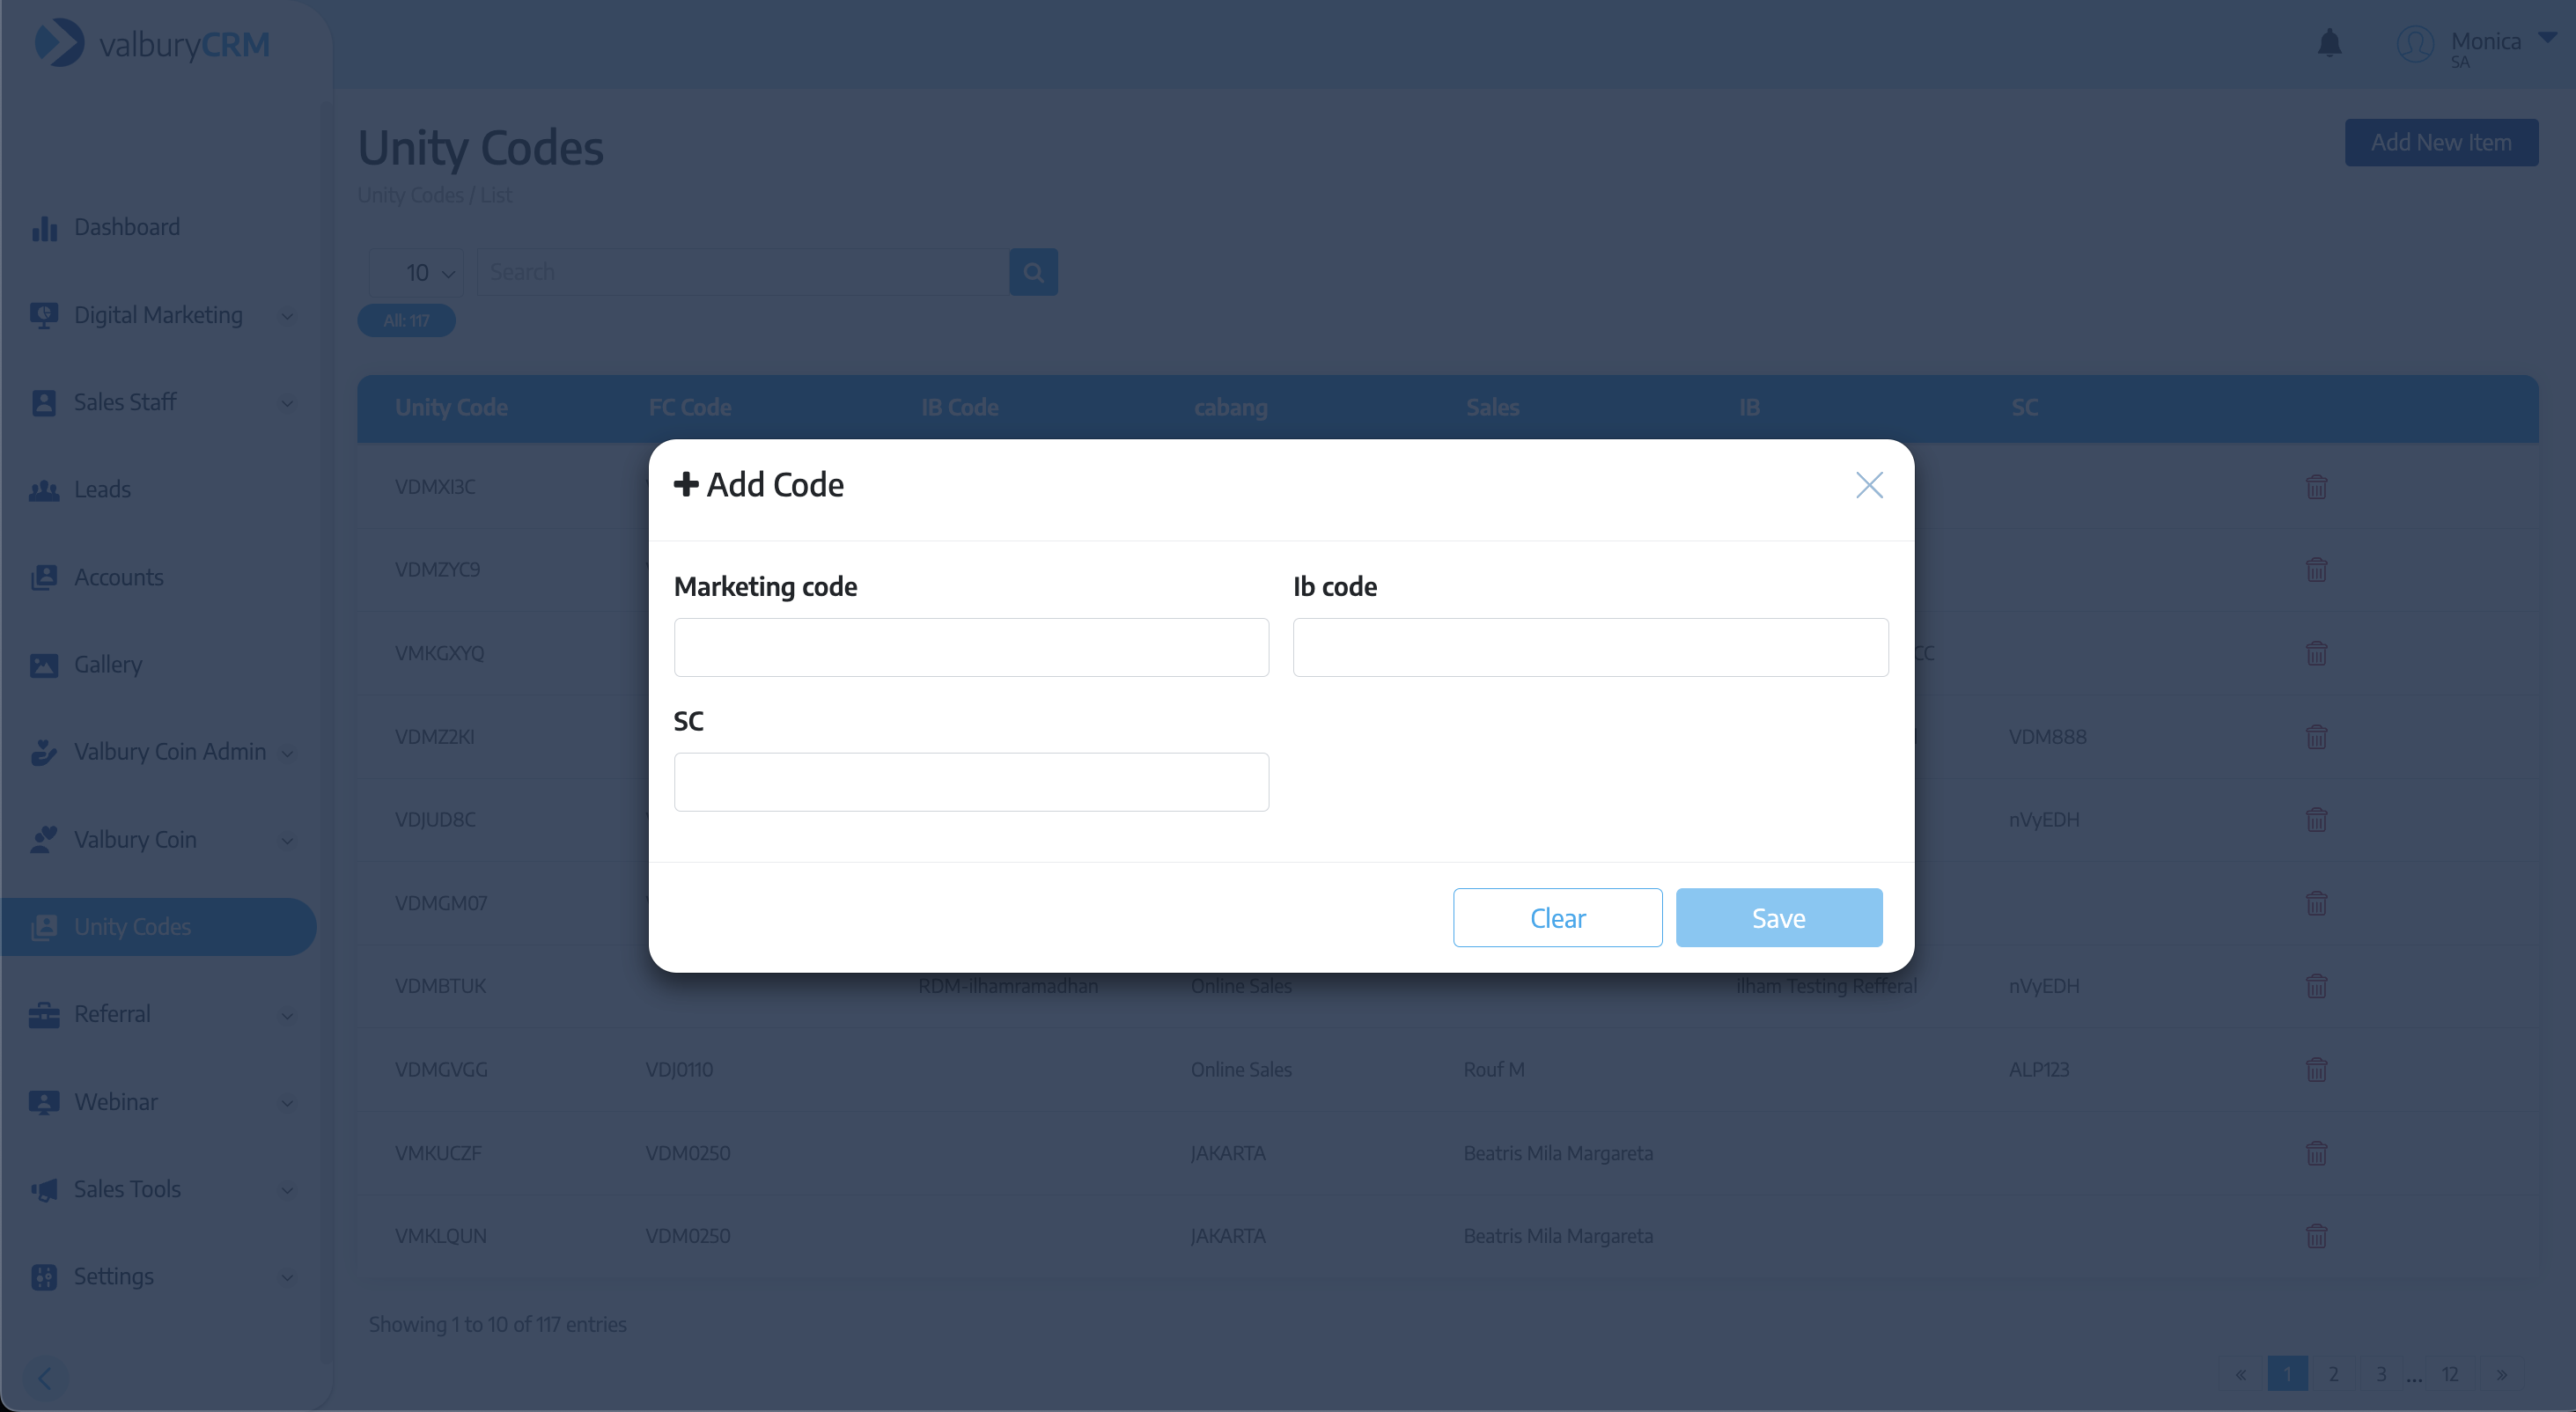 valburyCRM
Monica
SA
Unity Codes
Unity Codes / List
Add New Item
10
Search
All: 117
Dashboard
Digital Marketing
Sales Staff
Leads
Accounts
Gallery
Valbury Coin Admin
Valbury Coin
Unity Codes
Referral
Webinar
Sales Tools
Settings
Unity Code FC Code IB Code cabang Sales IB SC
VDMXI3C
VDMZYC9
VMKGXYQ CC
VDMZ2KI VDM888
VDJUD8C nVyEDH
VDMGM07
VDMBTUK RDM-ilhamramadhan Online Sales ilham Testing Refferal nVyEDH
VDMGVGG VDJ0110 Online Sales Rouf M ALP123
VMKUCZF VDM0250 JAKARTA Beatris Mila Margareta
VMKLQUN VDM0250 JAKARTA Beatris Mila Margareta
Add Code
Marketing code Ib code
SC
Clear Save
Showing 1 to 10 of 117 entries
« 1 2 3 ... 12 »